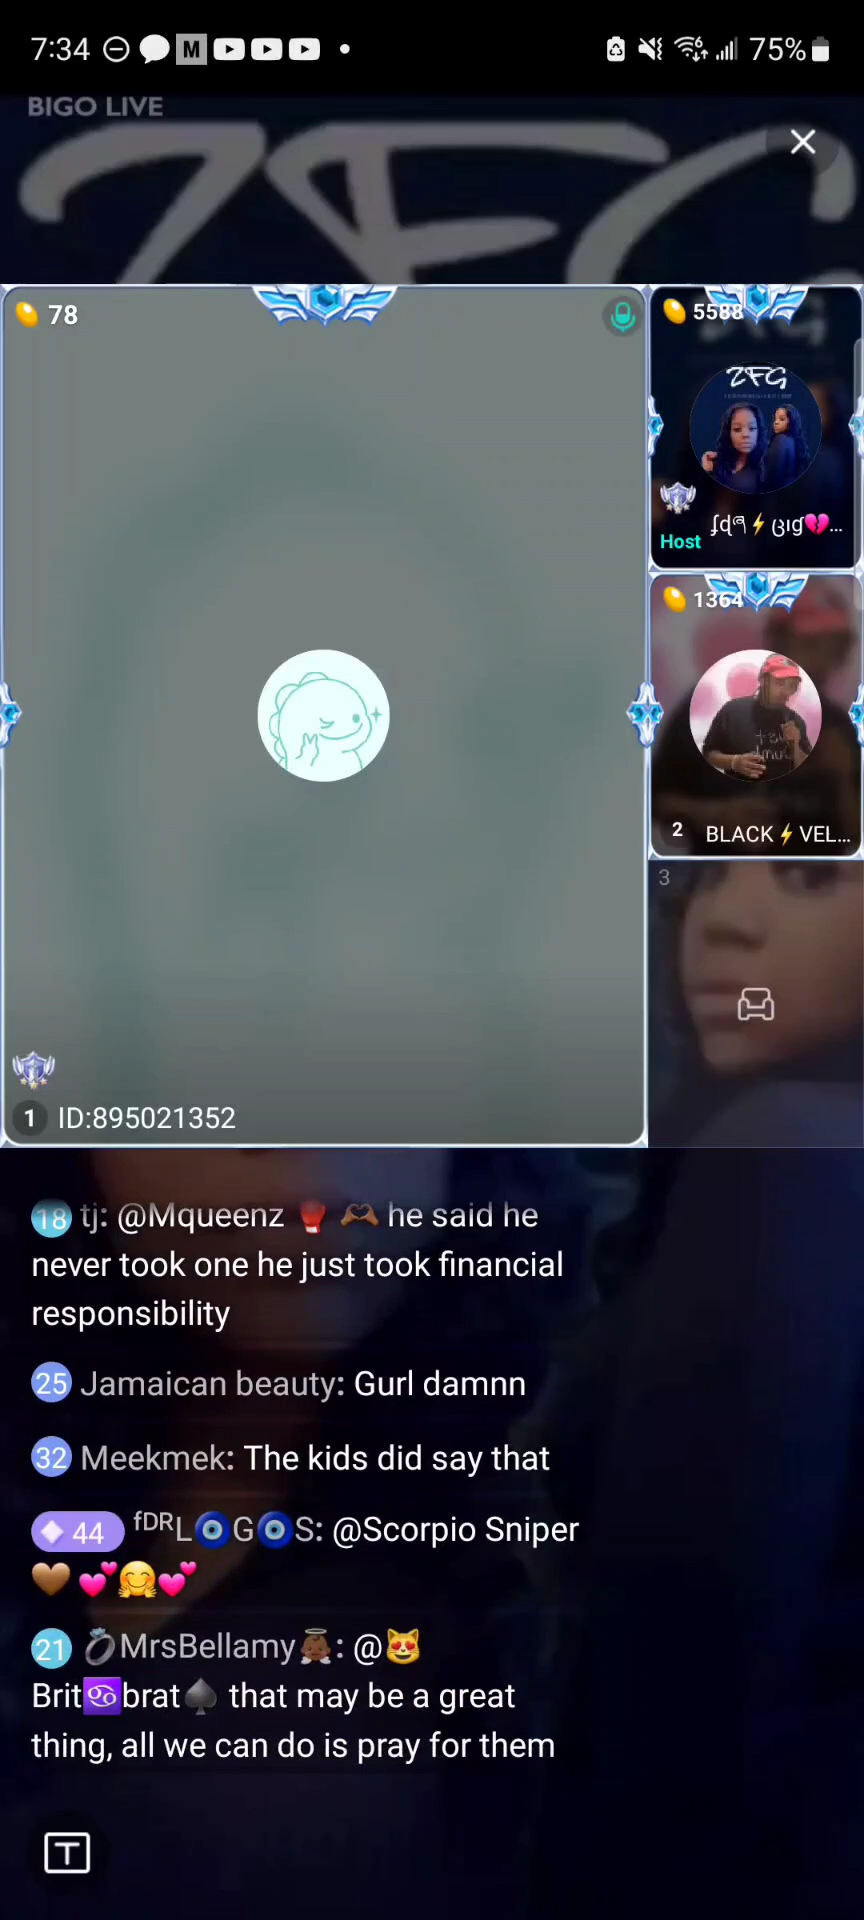 7:34 M 75%
BIGO LIVE
ZFG
78
5588
ZFG
Host
1364
2 BLACK⚡VEL...
3
1 ID:895021352
18 tj: @Mqueenz 🥊 🫶🏾 he said he
never took one he just took financial
responsibility
25 Jamaican beauty: Gurl damnn
32 Meekmek: The kids did say that
44 fDRL🧿G🧿S: @Scorpio Sniper
🤎 💕🤗💕
21 💍MrsBellamy👼🏾: @😻
Brit♋brat♠️ that may be a great
thing, all we can do is pray for them
T